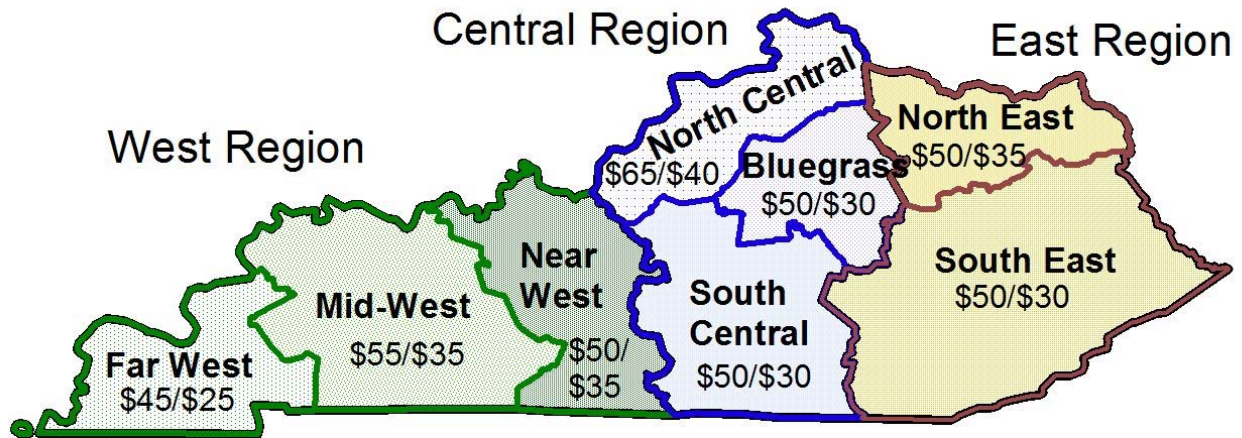 Central Region
East Region
West Region
North Central
$65/$40
Bluegrass
$50/$30
North East
$50/$35
Near
West
$50/
$35
South
Central
$50/$30
South East
$50/$30
Mid-West
$55/$35
Far West
$45/$25